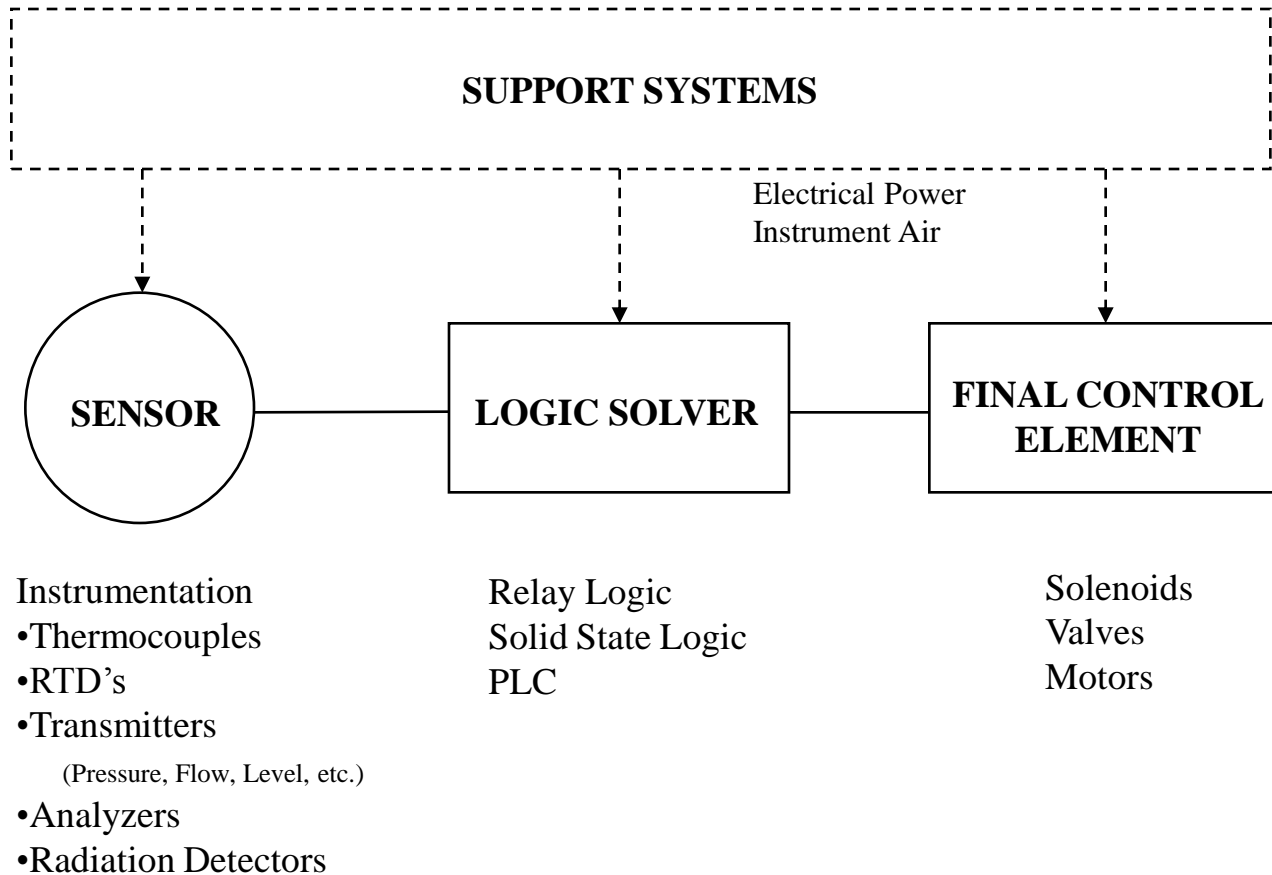 SUPPORT SYSTEMS
Electrical Power
Instrument Air
SENSOR
LOGIC SOLVER
FINAL CONTROL
ELEMENT
Instrumentation
•Thermocouples
•RTD’s
•Transmitters
(Pressure, Flow, Level, etc.)
•Analyzers
•Radiation Detectors
Relay Logic
Solid State Logic
PLC
Solenoids
Valves
Motors